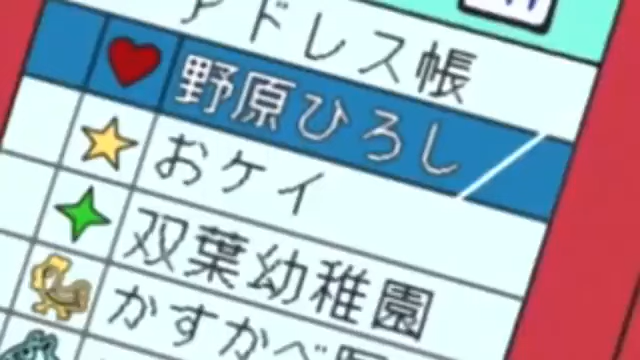 アドレス帳
野原ひろし
おケイ
双葉幼稚園
かすかべ